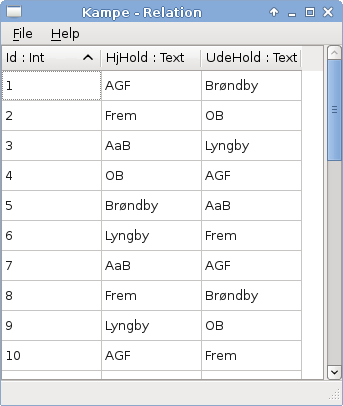 Kampe - Relation
File Help
Id : Int HjHold : Text UdeHold : Text
1 AGF Brøndby
2 Frem OB
3 AaB Lyngby
4 OB AGF
5 Brøndby AaB
6 Lyngby Frem
7 AaB AGF
8 Frem Brøndby
9 Lyngby OB
10 AGF Frem